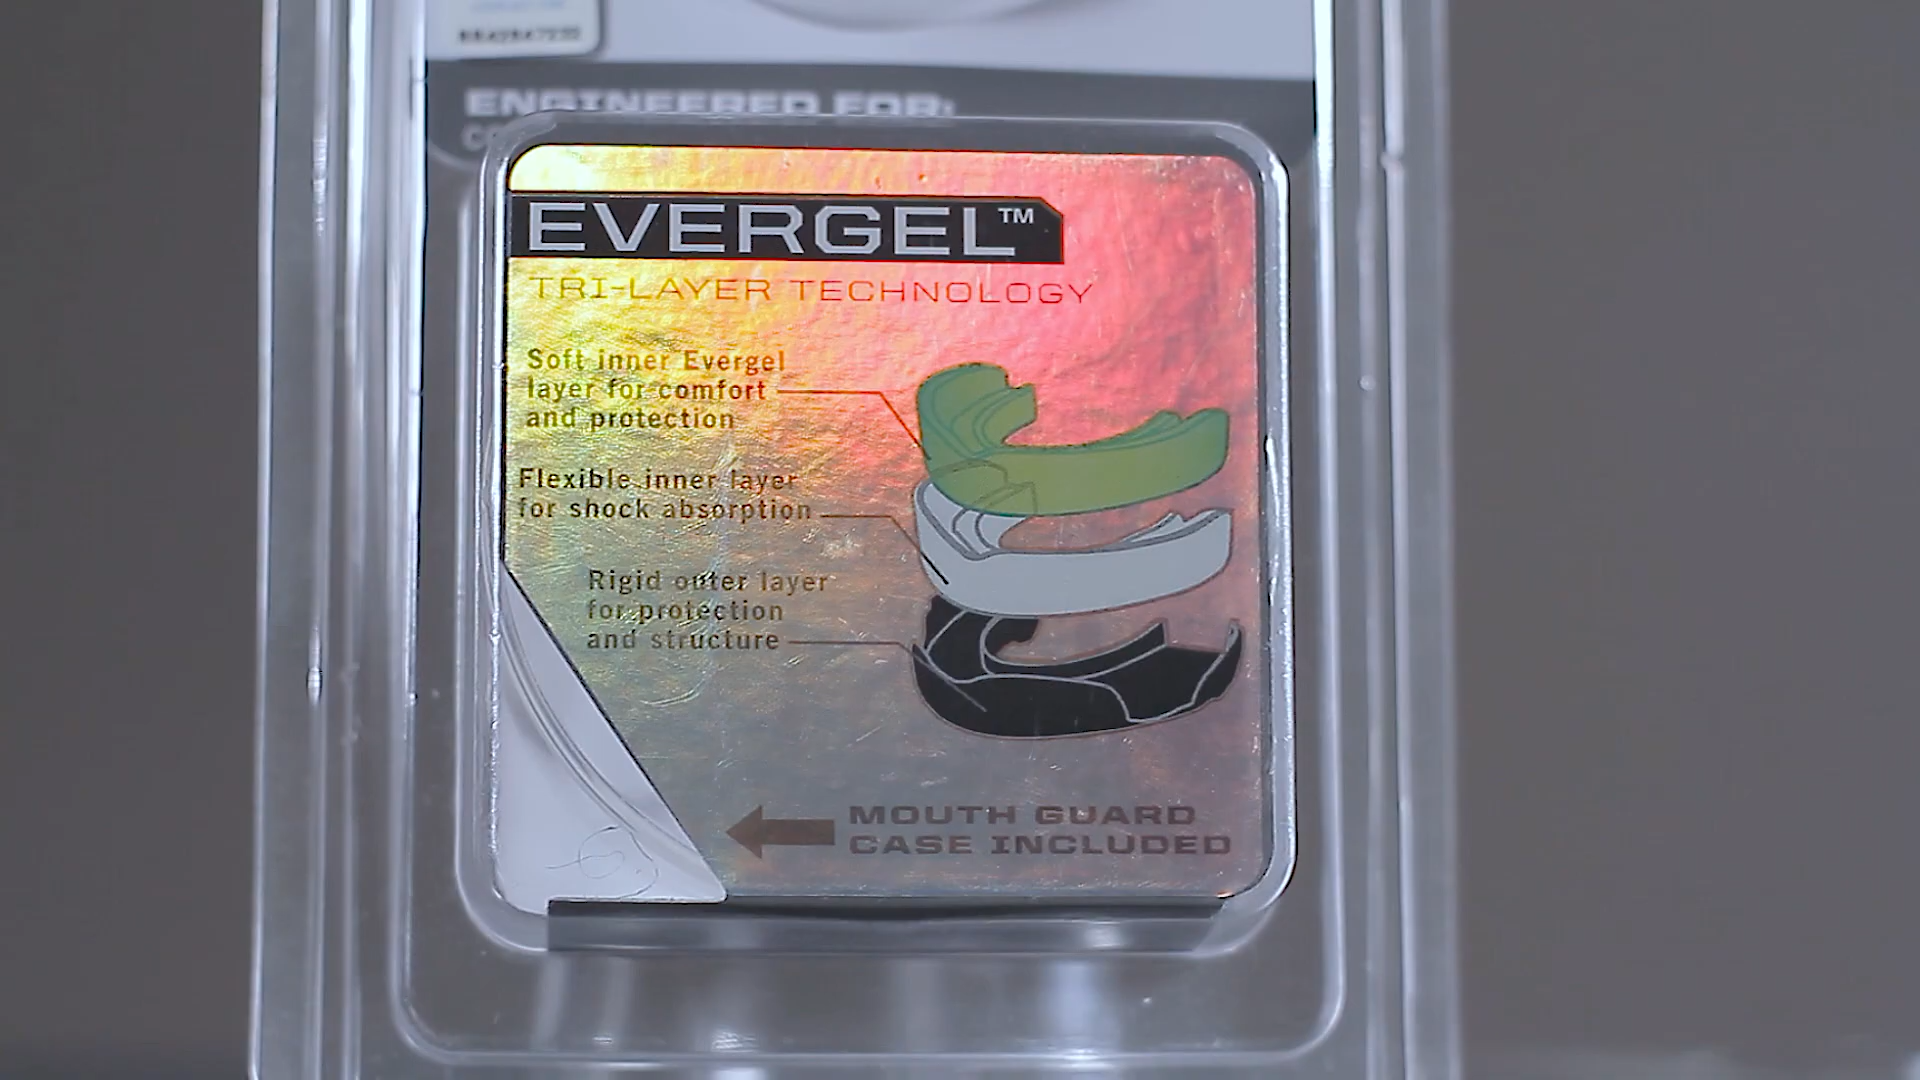 ENGINEERED FOR:
EVERGEL™
TRI-LAYER TECHNOLOGY
Soft inner Evergel
layer for comfort
and protection
Flexible inner layer
for shock absorption
Rigid outer layer
for protection
and structure
MOUTH GUARD
CASE INCLUDED